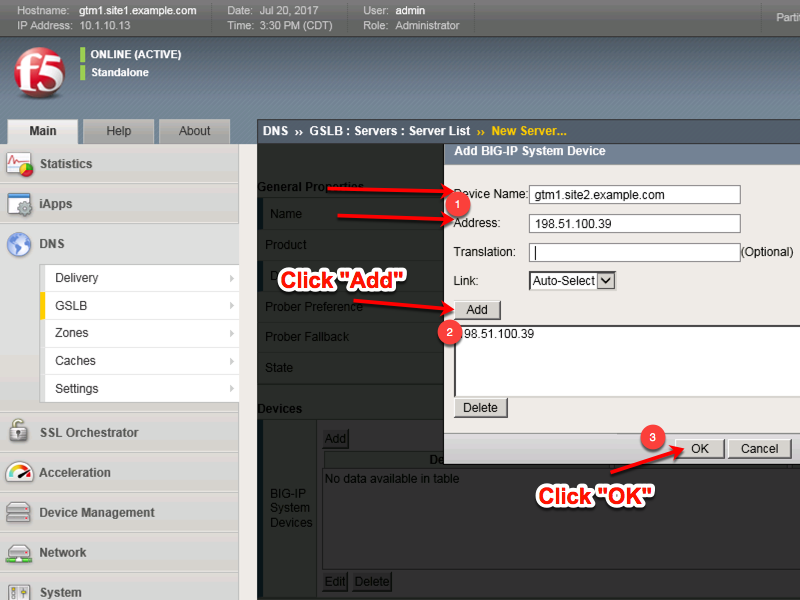 Hostname: gtm1.site1.example.com Date: Jul 20, 2017 User: admin
IP Address: 10.1.10.13 Time: 3:30 PM (CDT) Role: Administrator
Parti
f5
ONLINE (ACTIVE)
Standalone
Main Help About
DNS ›› GSLB : Servers : Server List ›› New Server...
Statistics
iApps
DNS
Delivery
GSLB
Zones
Caches
Settings
SSL Orchestrator
Acceleration
Device Management
Network
System
General Properties
Name
Product
D
Prober Preference
Prober Fallback
State
Devices
BIG-IP
System
Devices
Add
De
No data available in table
Edit Delete
Add BIG-IP System Device
Device Name: gtm1.site2.example.com
1
Address: 198.51.100.39
Translation: (Optional)
Link: Auto-Select
Click "Add"
Add
2
198.51.100.39
Delete
3
OK Cancel
Click "OK"